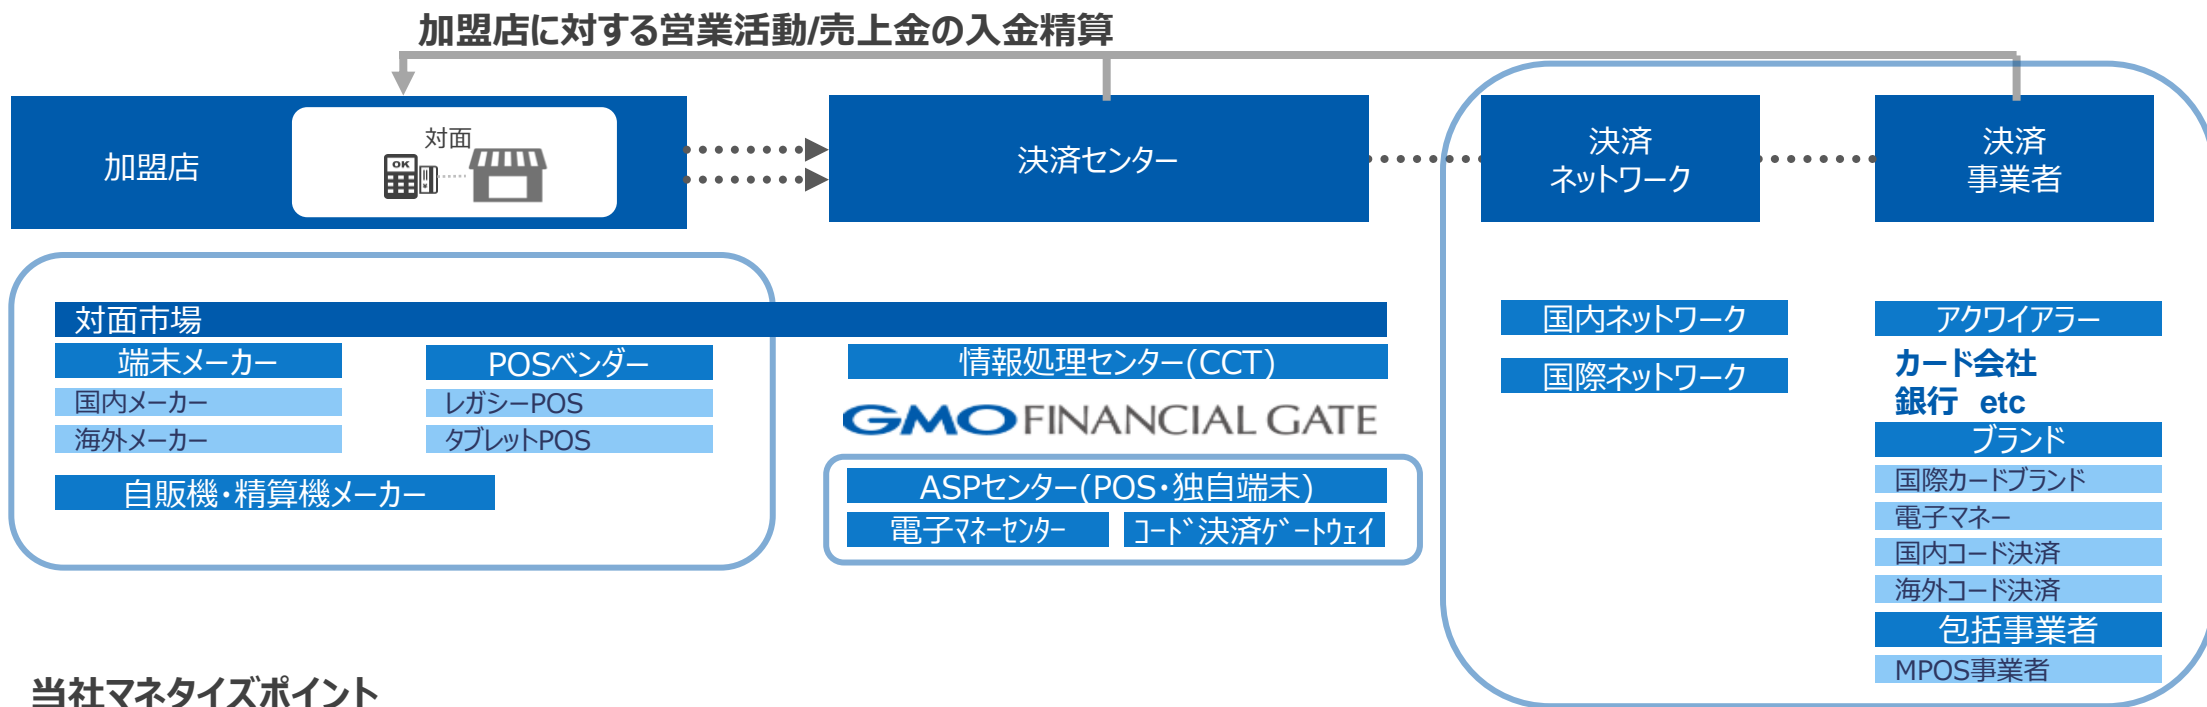 加盟店に対する営業活動/売上金の入金精算
加盟店
対面
OK
決済センター
決済
ネットワーク
決済
事業者
対面市場
端末メーカー
国内メーカー
海外メーカー
POSベンダー
レガシーPOS
タブレットPOS
自販機・精算機メーカー
情報処理センター(CCT)
GMO FINANCIAL GATE
ASPセンター(POS・独自端末)
電子マネーセンター
コード決済ゲートウェイ
国内ネットワーク
国際ネットワーク
アクワイアラー
カード会社
銀行 etc
ブランド
国際カードブランド
電子マネー
国内コード決済
海外コード決済
包括事業者
MPOS事業者
当社マネタイズポイント